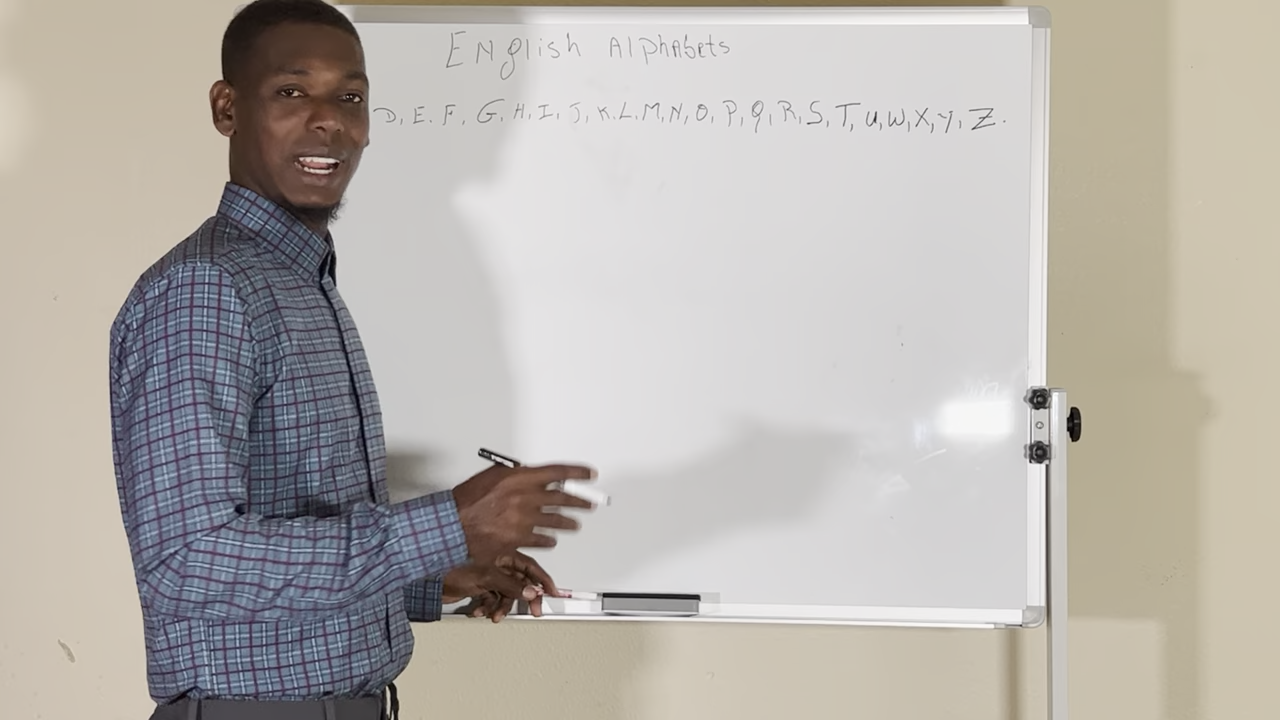 English Alphabets
D, E. F, G, H, I, J, K, L, M, N, O, P, Q, R, S, T, U, W, X, Y, Z.